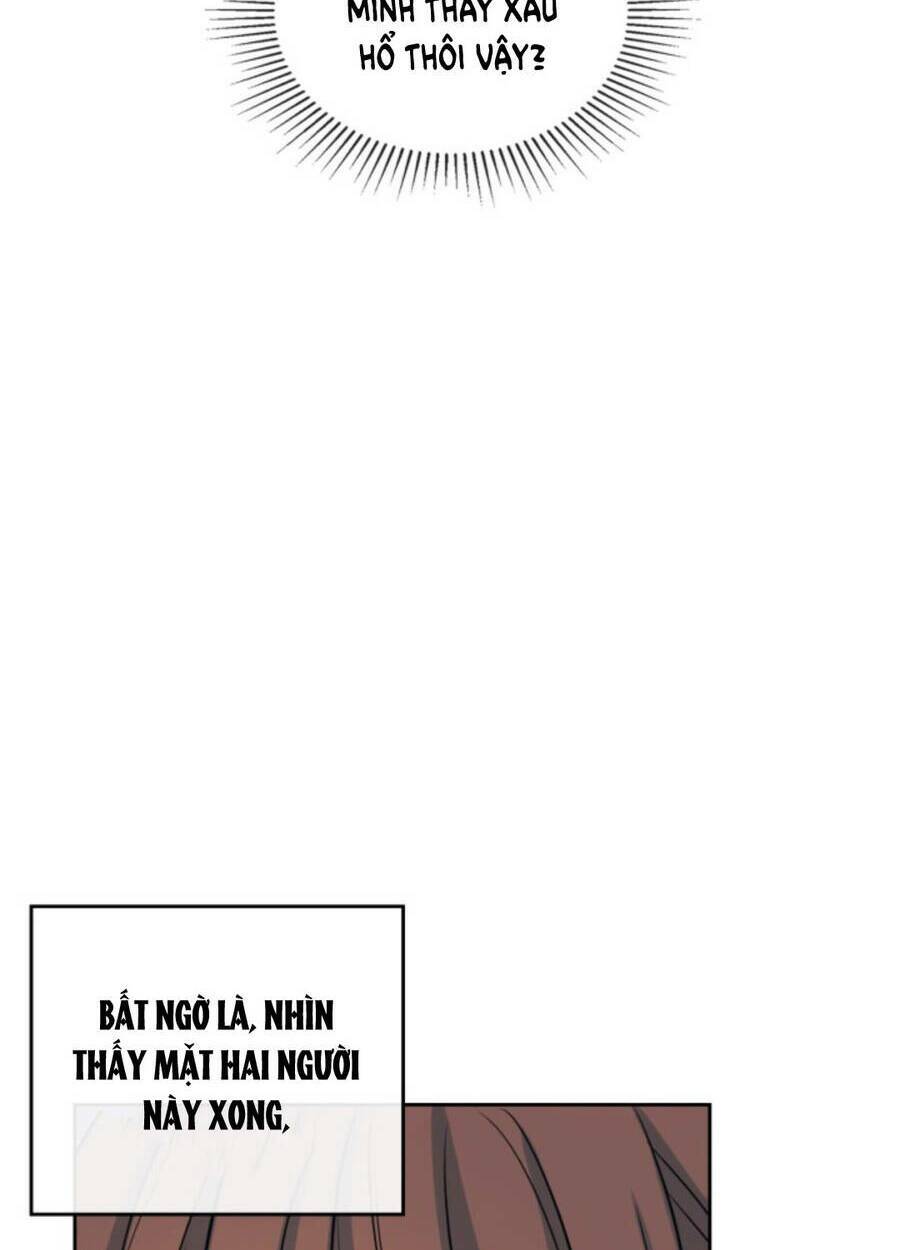 MÌNH THẤY XẤU
HỔ THÔI VẬY?
BẤT NGỜ LÀ, NHÌN
THẤY MẶT HAI NGƯỜI
NÀY XONG,